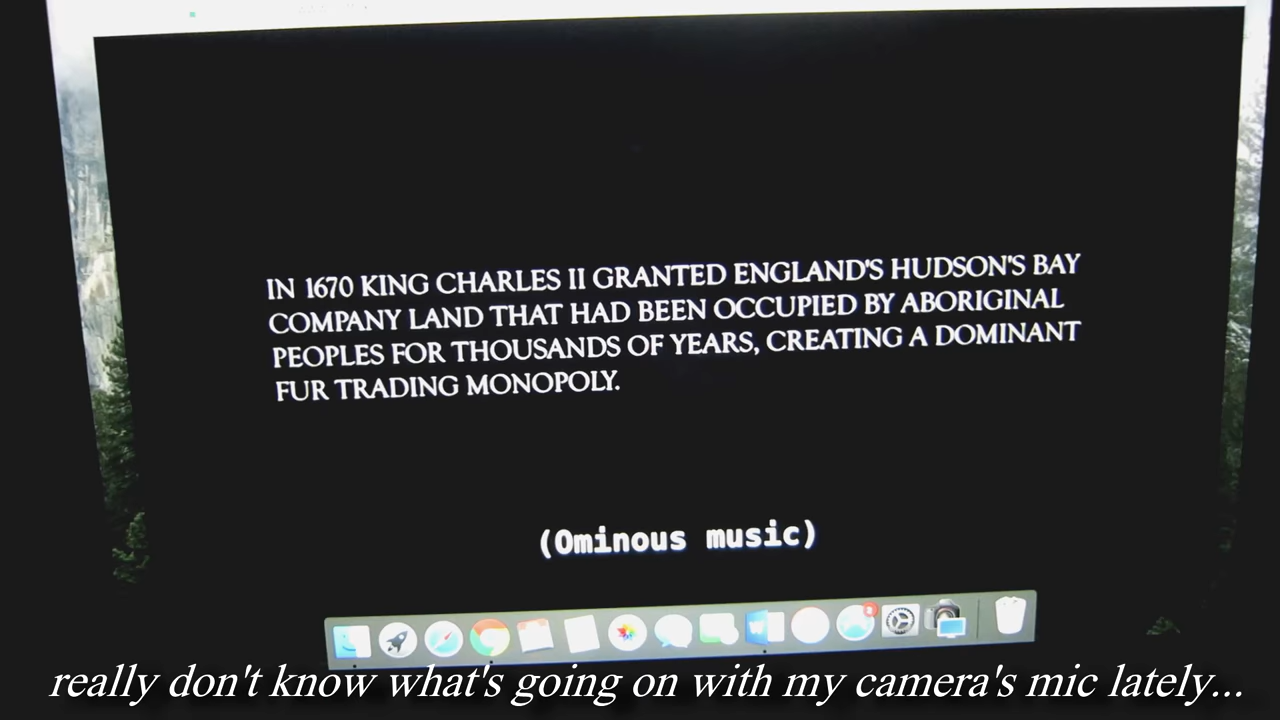 IN 1670 KING CHARLES II GRANTED ENGLAND'S HUDSON'S BAY
COMPANY LAND THAT HAD BEEN OCCUPIED BY ABORIGINAL
PEOPLES FOR THOUSANDS OF YEARS, CREATING A DOMINANT
FUR TRADING MONOPOLY.
(Ominous music)
2
really don't know what's going on with my camera's mic lately...